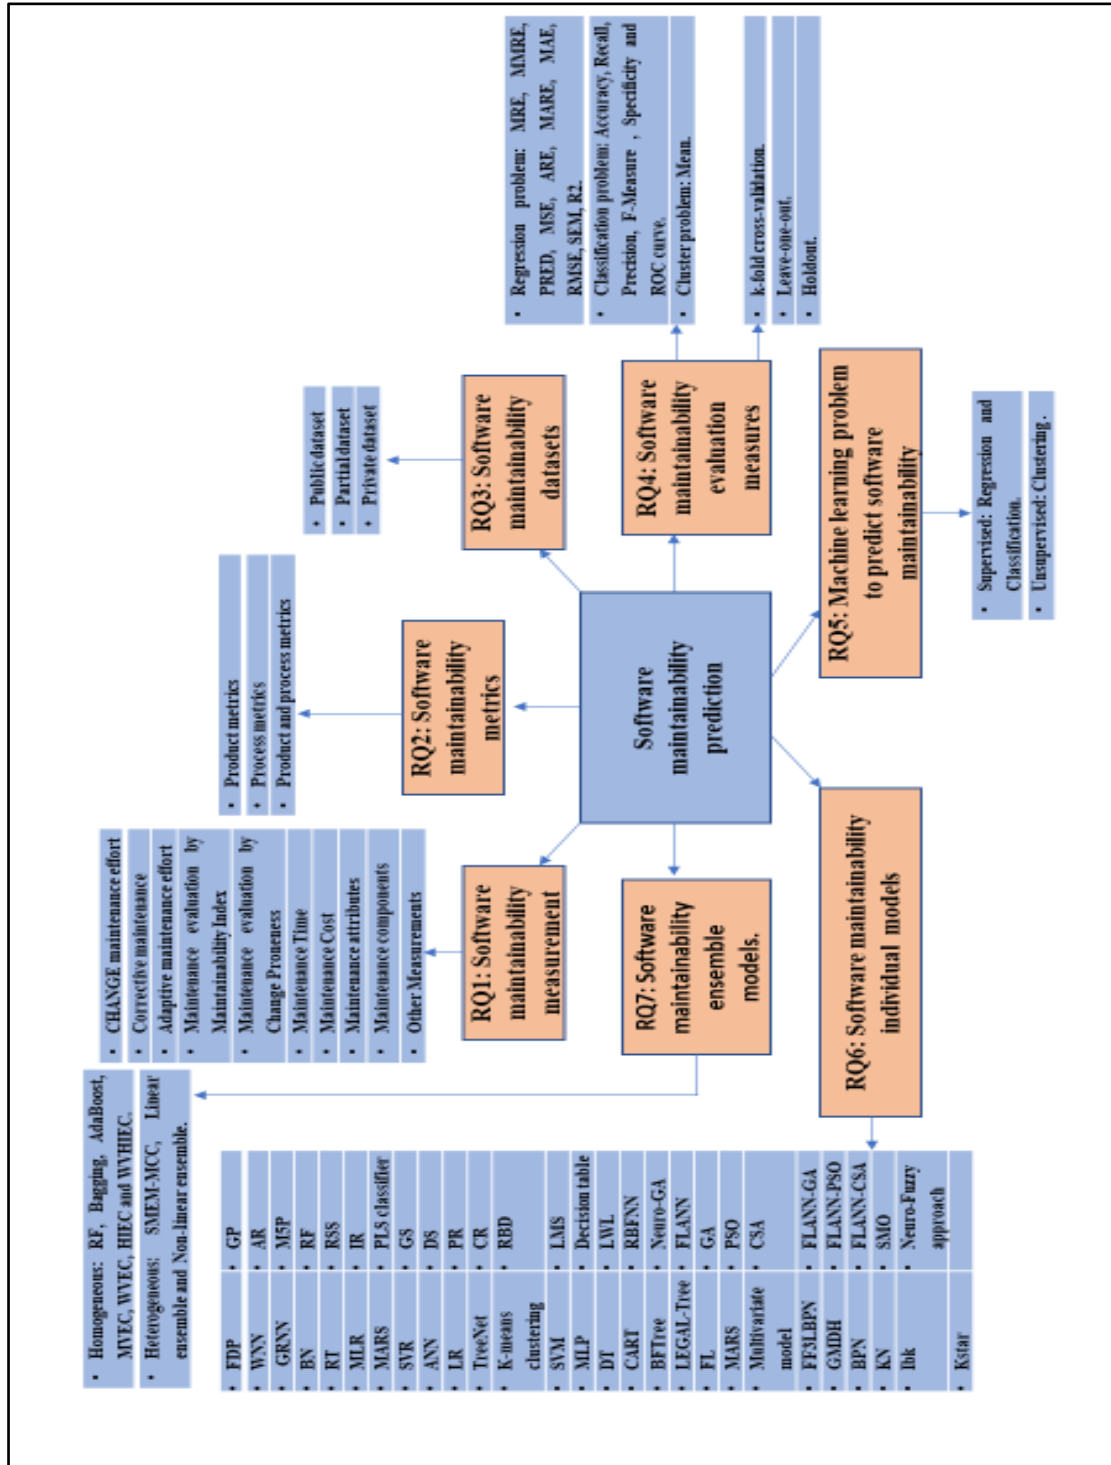 • Homogeneous: RF, Bagging, AdaBoost,
MVEC, WVEC, HIEC and WVHIEC.
• Heterogeneous: SMEM-MCC, Linear
ensemble and Non-linear ensemble.
• CHANGE maintenance effort
• Corrective maintenance
• Adaptive maintenance effort
• Maintenance evaluation by
Maintainability Index
• Maintenance evaluation by
Change Proneness
• Maintenance Time
• Maintenance Cost
• Maintenance attributes
• Maintenance components
• Other Measurements
• Product metrics
• Process metrics
• Product and process metrics
• Public dataset
• Partial dataset
• Private dataset
RQ1: Software
maintainability
measurement
RQ2: Software
maintainability
metrics
RQ3: Software
maintainability
datasets
• Regression problem: MRE, MMRE,
PRED, MSE, ARE, MARE, MAE,
RMSE, SEM, R2.
• Classification problem: Accuracy, Recall,
Precision, F-Measure , Specificity and
ROC curve.
• Cluster problem: Mean.
RQ7: Software
maintainability
ensemble
models.
Software
maintainability
prediction
RQ4: Software
maintainability
evaluation
measures
• k-fold cross-validation.
• Leave-one-out.
• Holdout.
• FDP • GP
• WNN • AR
• GRNN • M5P
• BN • RF
• RT • RSS
• MLR • IR
• MARS • PLS classifier
• SVR • GS
• ANN • DS
• LR • PR
• TreeNet • CR
• K-means • RBD
clustering
• SVM • LMS
• MLP • Decision table
• DT • LWL
• CART • RBFNN
• BFTree • Neuro-GA
• LEGAL-Tree • FLANN
• FL • GA
• MARS • PSO
• Multivariate • CSA
model
• FF3LBPN • FLANN-GA
• GMDH • FLANN-PSO
• BPN • FLANN-CSA
• KN • SMO
• Ibk • Neuro-Fuzzy
approach
• Kstar
RQ6: Software maintainability
individual models
RQ5: Machine learning problem
to predict software
maintainability
• Supervised: Regression and
Classification.
• Unsupervised: Clustering.